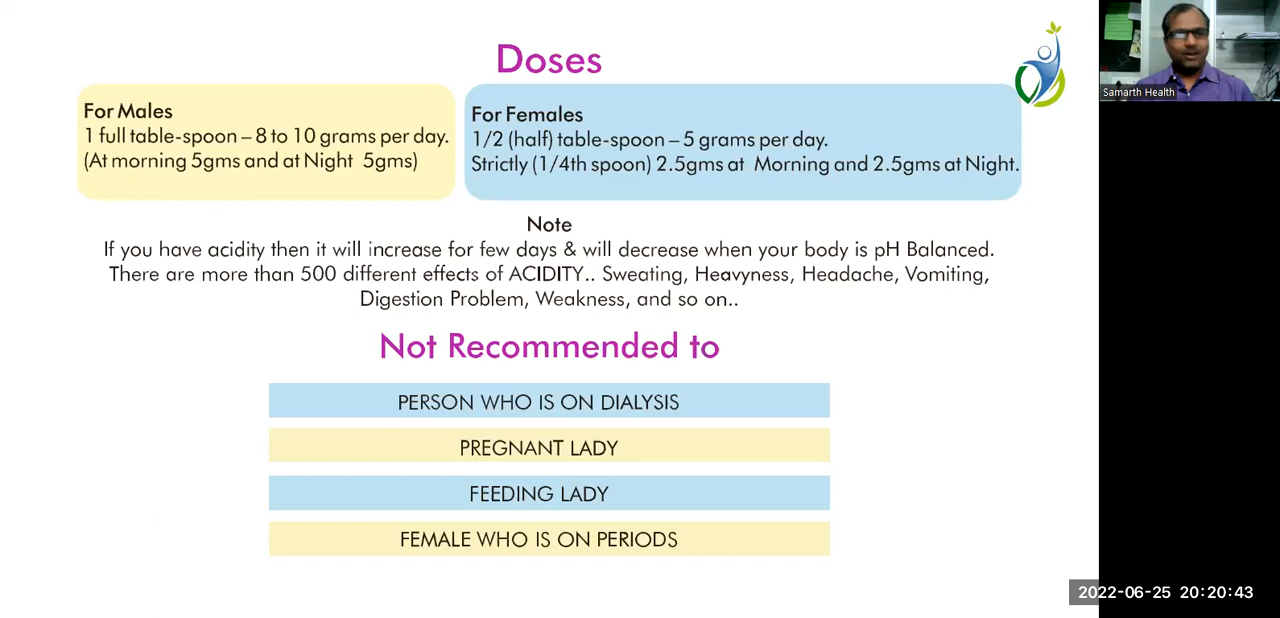 Doses
For Males
1 full table-spoon – 8 to 10 grams per day.
(At morning 5gms and at Night 5gms)
For Females
1/2 (half) table-spoon – 5 grams per day.
Strictly (1/4th spoon) 2.5gms at Morning and 2.5gms at Night.
Note
If you have acidity then it will increase for few days & will decrease when your body is pH Balanced.
There are more than 500 different effects of ACIDITY.. Sweating, Heavyness, Headache, Vomiting,
Digestion Problem, Weakness, and so on..
Not Recommended to
PERSON WHO IS ON DIALYSIS
PREGNANT LADY
FEEDING LADY
FEMALE WHO IS ON PERIODS
Samarth Health
2022-06-25 20:20:43